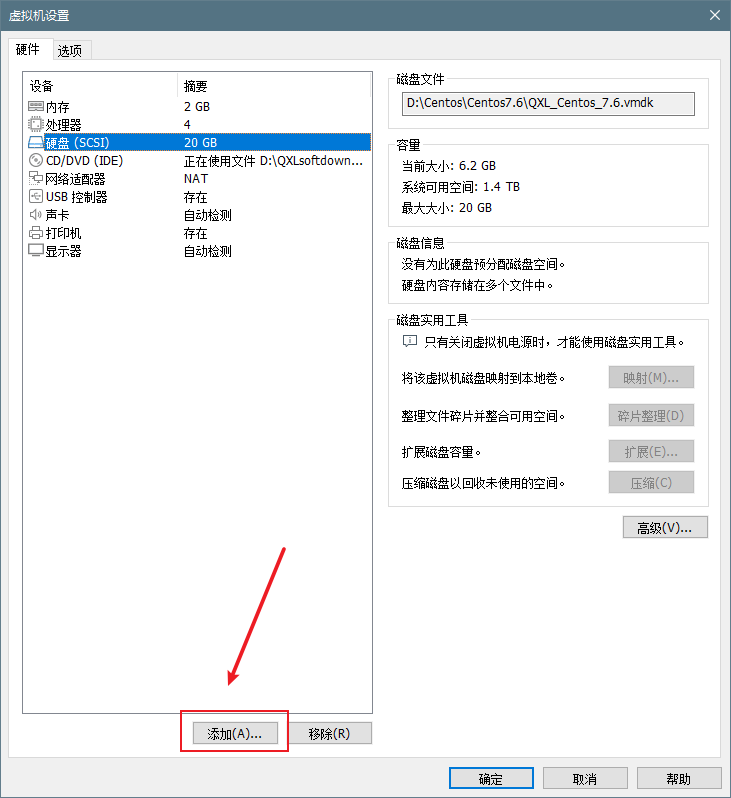 虚拟机设置
硬件 选项
设备 摘要
内存 2 GB
处理器 4
硬盘 (SCSI) 20 GB
CD/DVD (IDE) 正在使用文件 D:\QXLsoftdown...
网络适配器 NAT
USB 控制器 存在
声卡 自动检测
打印机 存在
显示器 自动检测
添加(A)... 移除(R)
磁盘文件
D:\Centos\Centos7.6\QXL_Centos_7.6.vmdk
容量
当前大小: 6.2 GB
系统可用空间: 1.4 TB
最大大小: 20 GB
磁盘信息
没有为此硬盘预分配磁盘空间。
硬盘内容存储在多个文件中。
磁盘实用工具
只有关闭虚拟机电源时，才能使用磁盘实用工具。
将该虚拟机磁盘映射到本地卷。 映射(M)...
整理文件碎片并整合可用空间。 碎片整理(D)
扩展磁盘容量。 扩展(E)...
压缩磁盘以回收未使用的空间。 压缩(C)
高级(V)...
确定 取消 帮助